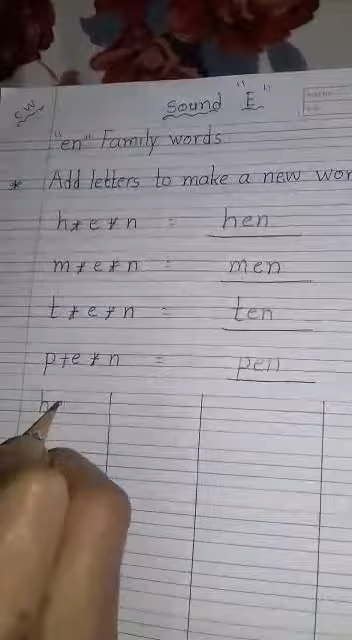 S.W
Sound "E"
"en" Family words
* Add letters to make a new wor
h + e + n = hen
m + e + n = men
t + e + n = ten
p + e + n = pen
h